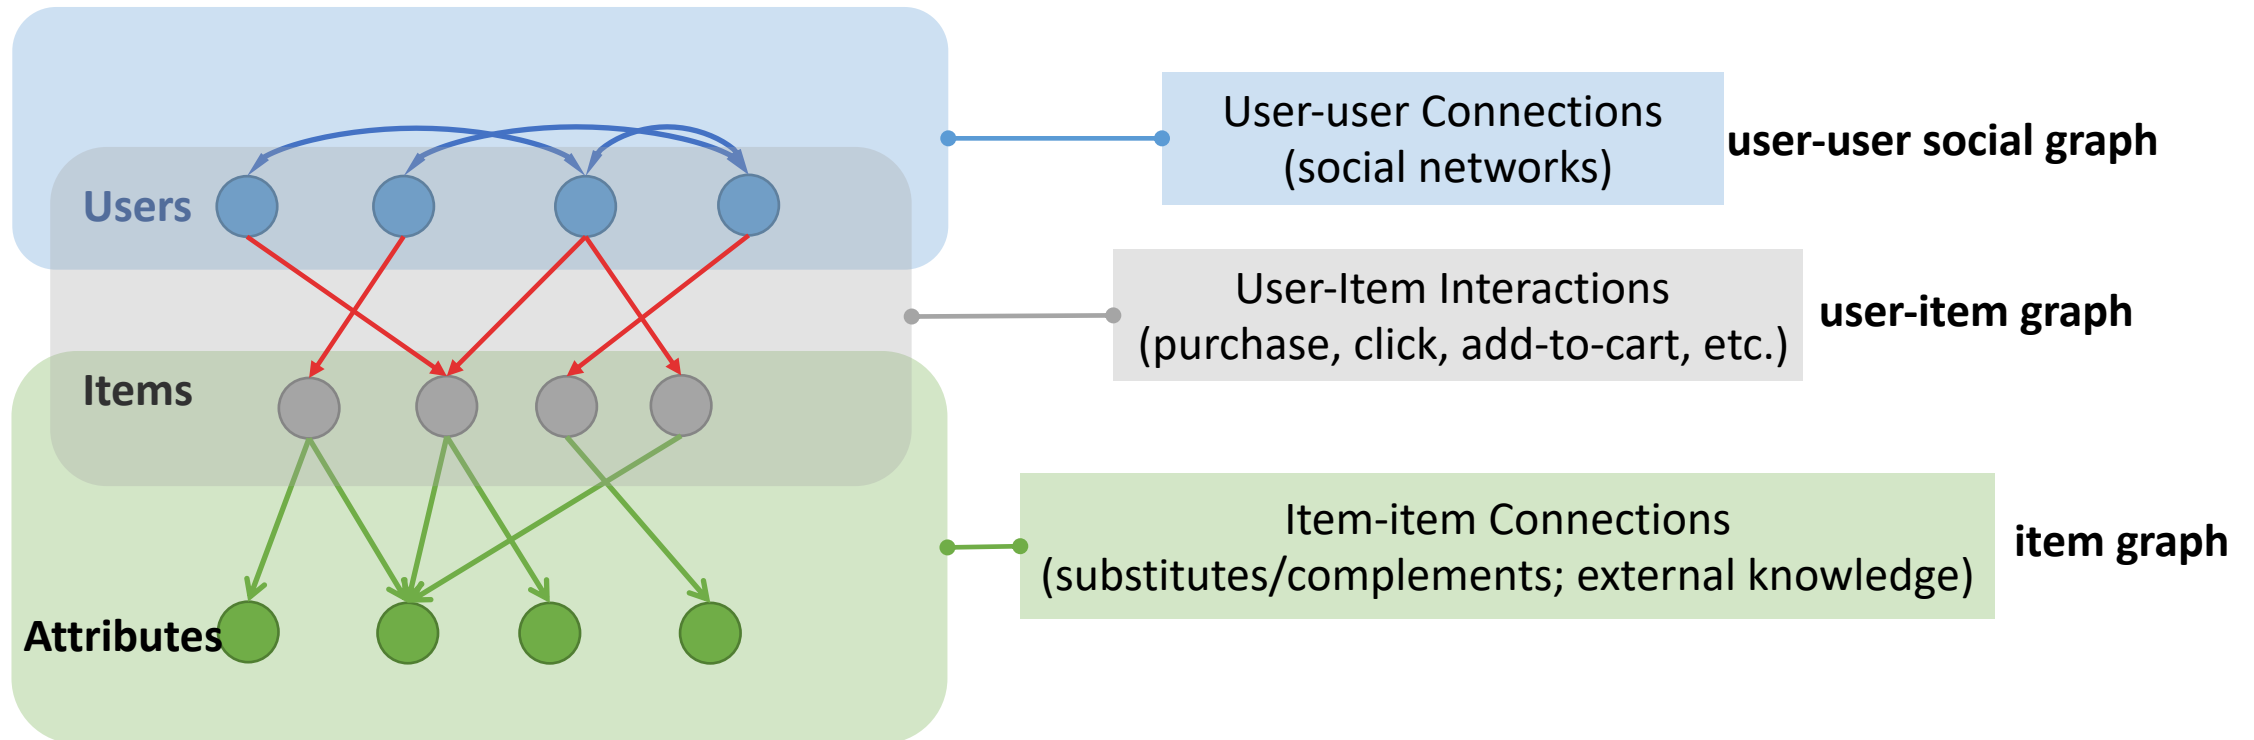 User-user Connections
(social networks)
user-user social graph
Users
User-Item Interactions
(purchase, click, add-to-cart, etc.)
user-item graph
Items
Item-item Connections
(substitutes/complements; external knowledge)
item graph
Attributes